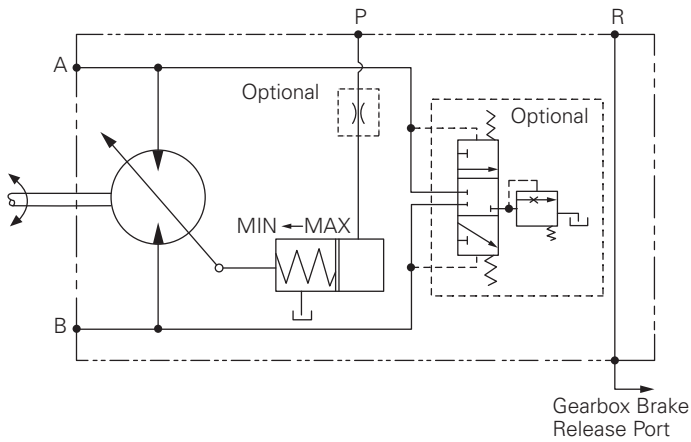 P
R
A
Optional
Optional
MIN MAX
B
Gearbox Brake
Release Port